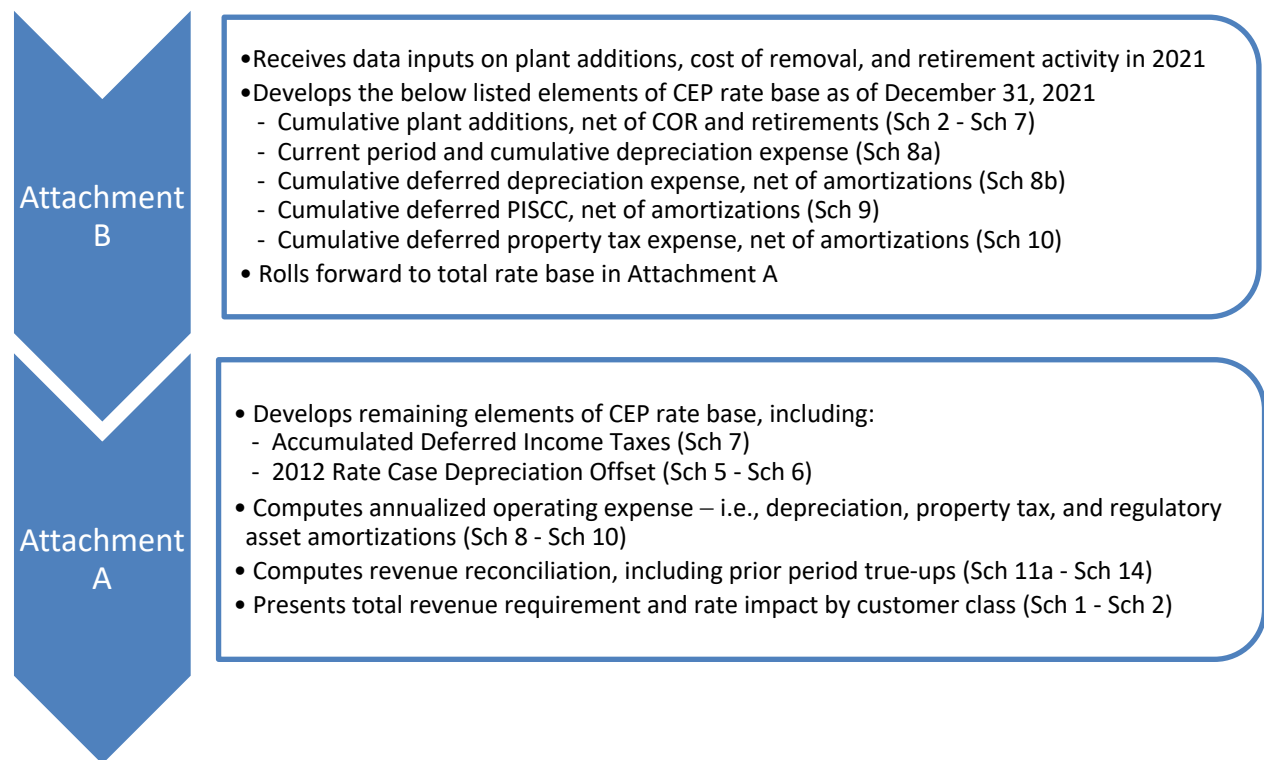 Attachment
B
•Receives data inputs on plant additions, cost of removal, and retirement activity in 2021
•Develops the below listed elements of CEP rate base as of December 31, 2021
- Cumulative plant additions, net of COR and retirements (Sch 2 - Sch 7)
- Current period and cumulative depreciation expense (Sch 8a)
- Cumulative deferred depreciation expense, net of amortizations (Sch 8b)
- Cumulative deferred PISCC, net of amortizations (Sch 9)
- Cumulative deferred property tax expense, net of amortizations (Sch 10)
• Rolls forward to total rate base in Attachment A
Attachment
A
• Develops remaining elements of CEP rate base, including:
- Accumulated Deferred Income Taxes (Sch 7)
- 2012 Rate Case Depreciation Offset (Sch 5 - Sch 6)
• Computes annualized operating expense – i.e., depreciation, property tax, and regulatory
asset amortizations (Sch 8 - Sch 10)
• Computes revenue reconciliation, including prior period true-ups (Sch 11a - Sch 14)
• Presents total revenue requirement and rate impact by customer class (Sch 1 - Sch 2)